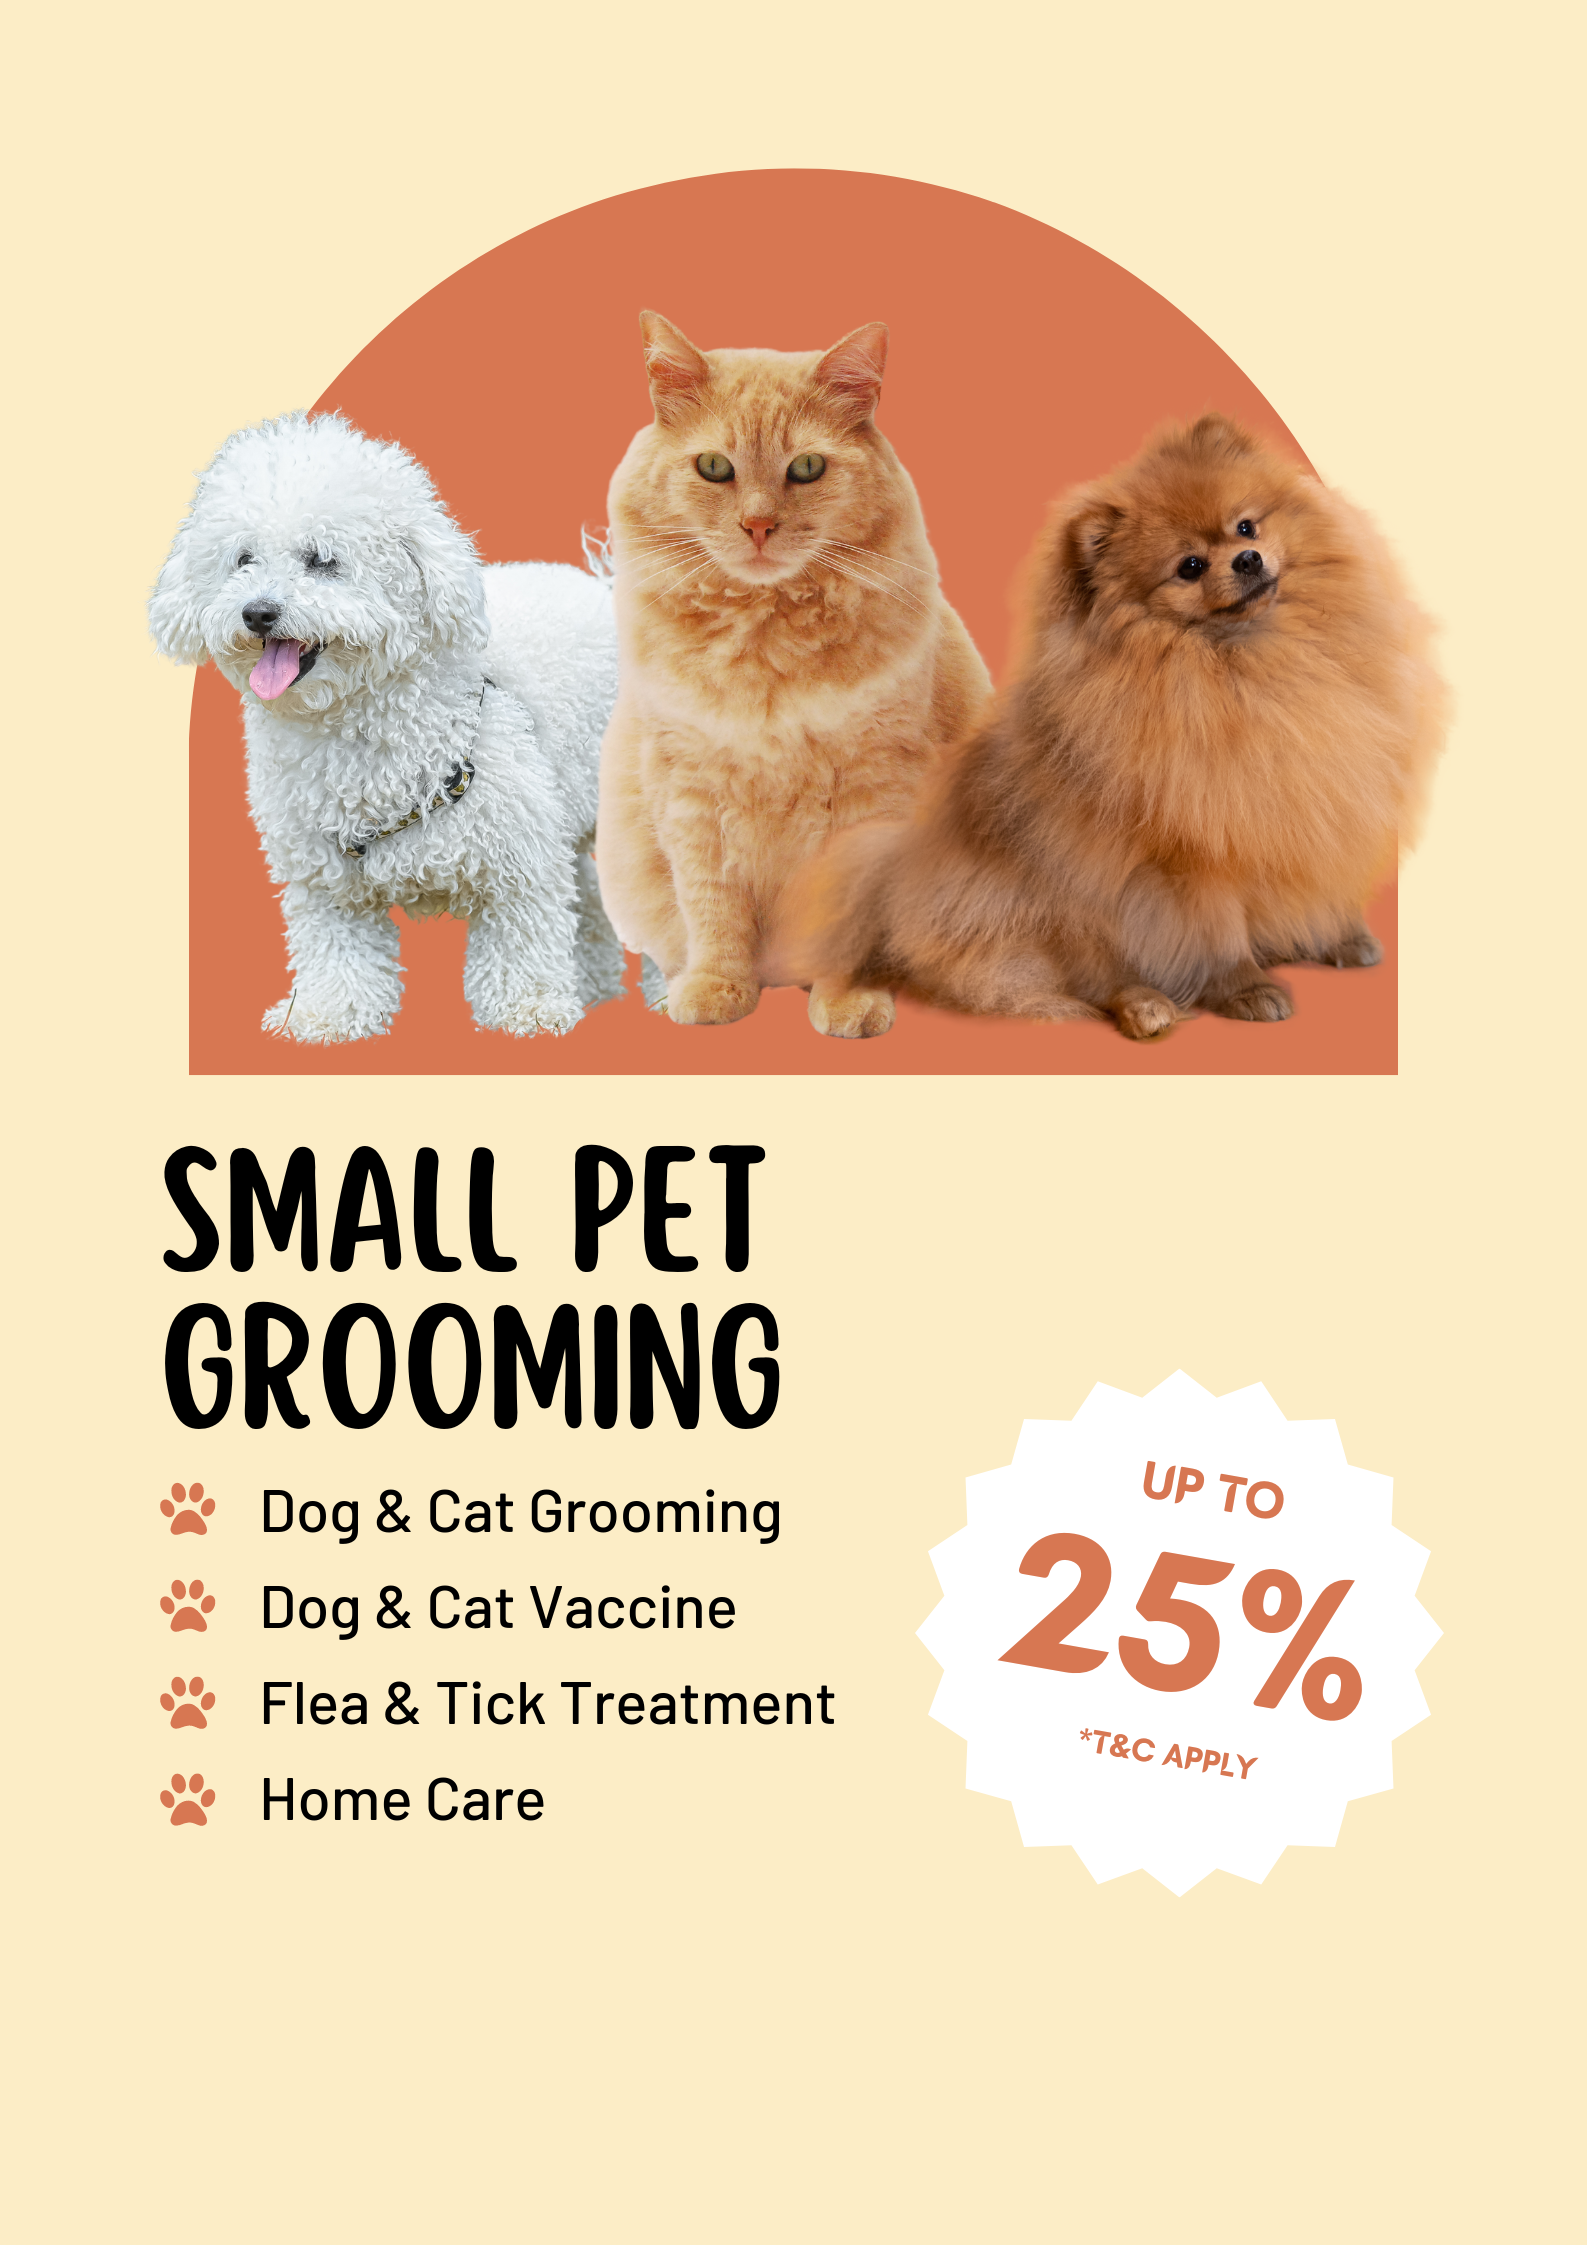 SMALL PET
GROOMING
Dog & Cat Grooming
Dog & Cat Vaccine
Flea & Tick Treatment
Home Care
UP TO
25%
*T&C APPLY